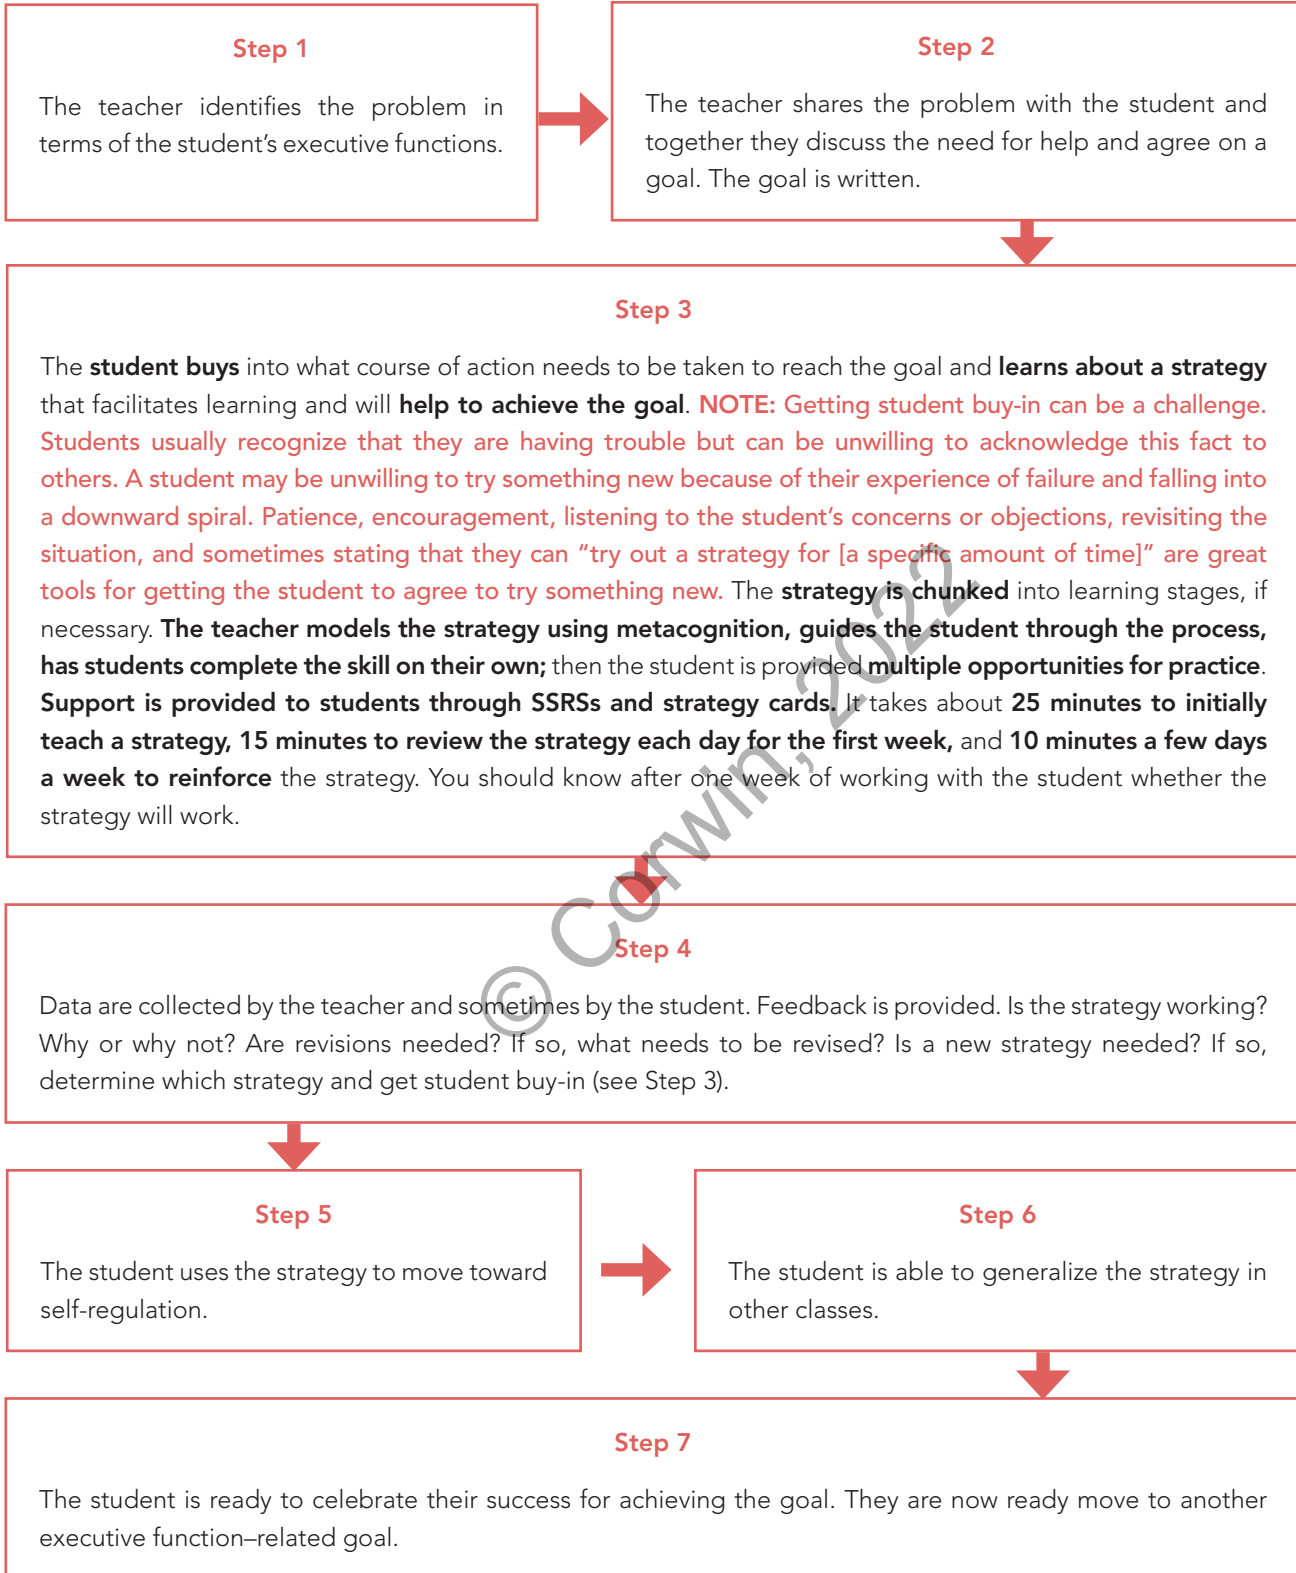 Step 1
The teacher identifies the problem in
terms of the student’s executive functions.
Step 2
The teacher shares the problem with the student and
together they discuss the need for help and agree on a
goal. The goal is written.
Step 3
The student buys into what course of action needs to be taken to reach the goal and learns about a strategy
that facilitates learning and will help to achieve the goal. NOTE: Getting student buy-in can be a challenge.
Students usually recognize that they are having trouble but can be unwilling to acknowledge this fact to
others. A student may be unwilling to try something new because of their experience of failure and falling into
a downward spiral. Patience, encouragement, listening to the student’s concerns or objections, revisiting the
situation, and sometimes stating that they can “try out a strategy for [a specific amount of time]” are great
tools for getting the student to agree to try something new. The strategy is chunked into learning stages, if
necessary. The teacher models the strategy using metacognition, guides the student through the process,
has students complete the skill on their own; then the student is provided multiple opportunities for practice.
Support is provided to students through SSRSs and strategy cards. It takes about 25 minutes to initially
teach a strategy, 15 minutes to review the strategy each day for the first week, and 10 minutes a few days
a week to reinforce the strategy. You should know after one week of working with the student whether the
strategy will work.
Step 4
Data are collected by the teacher and sometimes by the student. Feedback is provided. Is the strategy working?
Why or why not? Are revisions needed? If so, what needs to be revised? Is a new strategy needed? If so,
determine which strategy and get student buy-in (see Step 3).
Step 5
The student uses the strategy to move toward
self-regulation.
Step 6
The student is able to generalize the strategy in
other classes.
Step 7
The student is ready to celebrate their success for achieving the goal. They are now ready move to another
executive function–related goal.
© Corwin, 2022